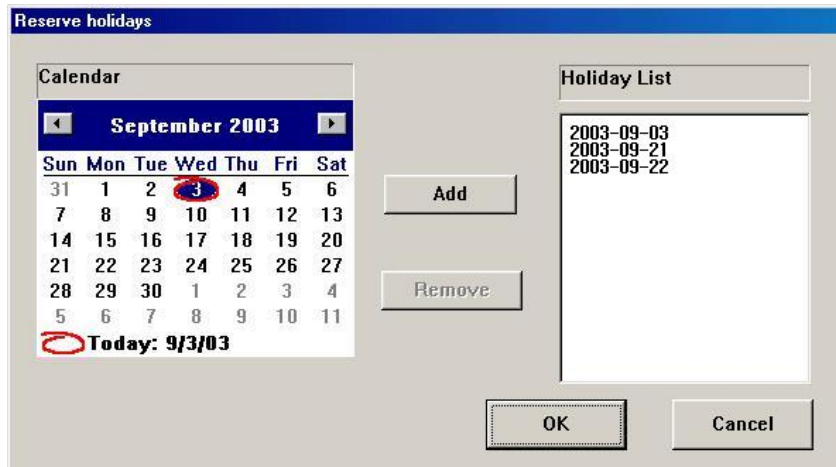 Reserve holidays
Calendar
September 2003
Sun Mon Tue Wed Thu Fri Sat
31 1 2 3 4 5 6
7 8 9 10 11 12 13
14 15 16 17 18 19 20
21 22 23 24 25 26 27
28 29 30 1 2 3 4
5 6 7 8 9 10 11
Today: 9/3/03
Add
Remove
Holiday List
2003-09-03
2003-09-21
2003-09-22
OK
Cancel